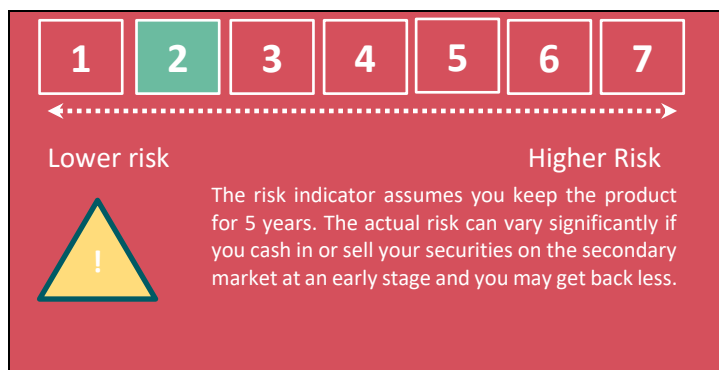 1 2 3 4 5 6 7
Lower risk Higher Risk
The risk indicator assumes you keep the product
for 5 years. The actual risk can vary significantly if
you cash in or sell your securities on the secondary
market at an early stage and you may get back less.
!